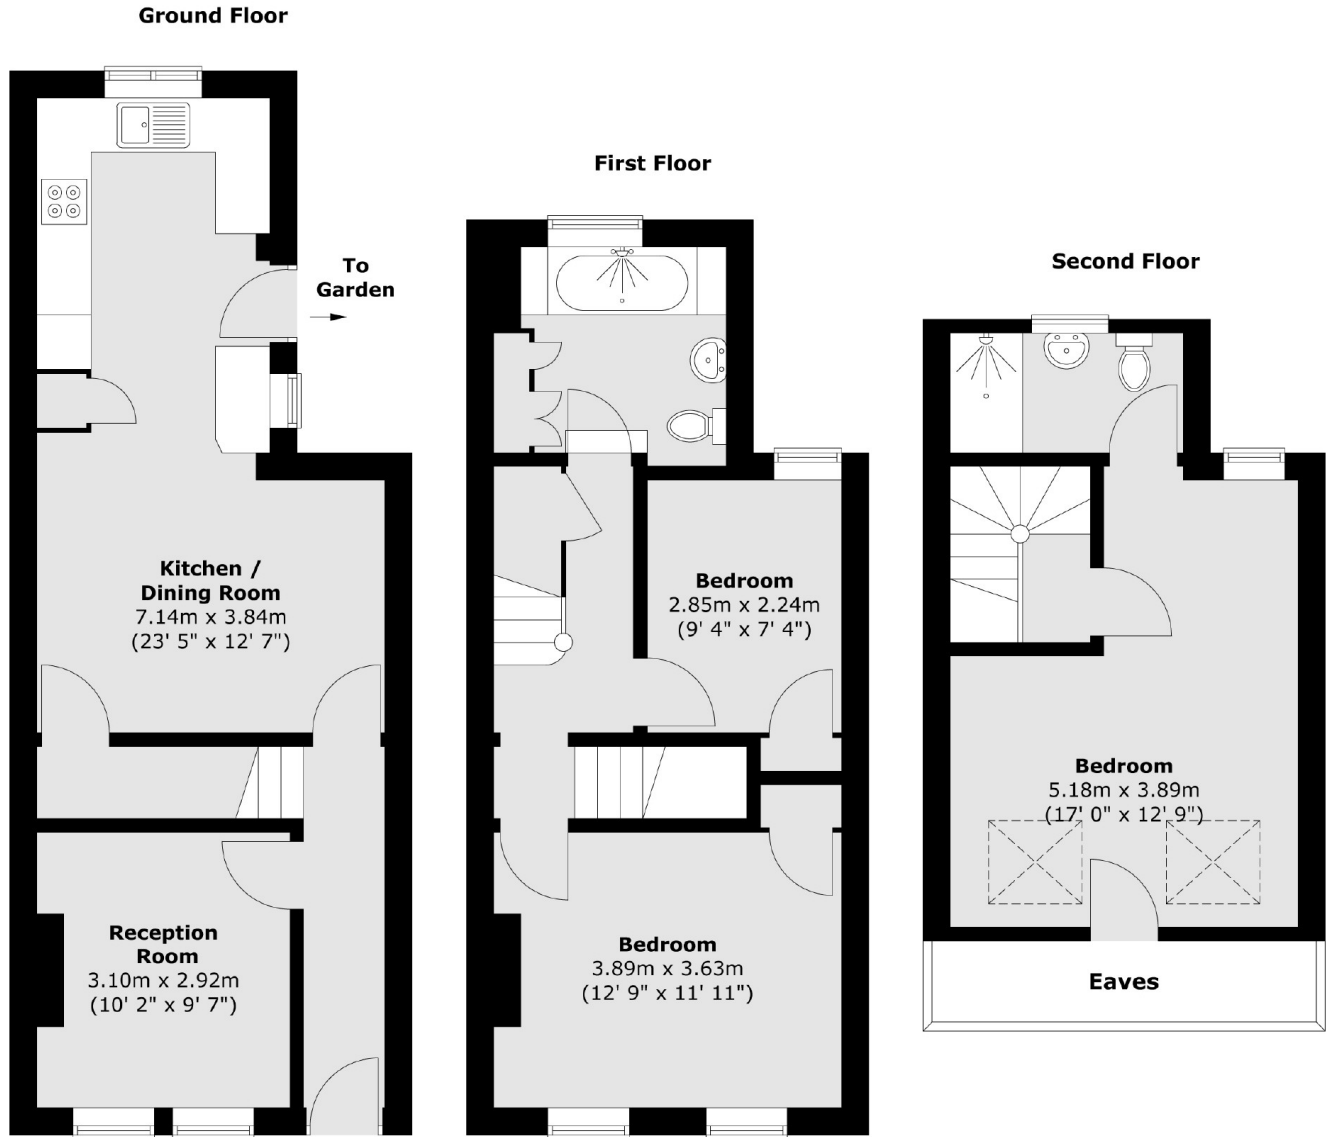 Ground Floor
To
Garden
Kitchen /
Dining Room
7.14m x 3.84m
(23' 5" x 12' 7")
Reception
Room
3.10m x 2.92m
(10' 2" x 9' 7")
First Floor
Bedroom
2.85m x 2.24m
(9' 4" x 7' 4")
Bedroom
3.89m x 3.63m
(12' 9" x 11' 11")
Second Floor
Bedroom
5.18m x 3.89m
(17' 0" x 12' 9")
Eaves